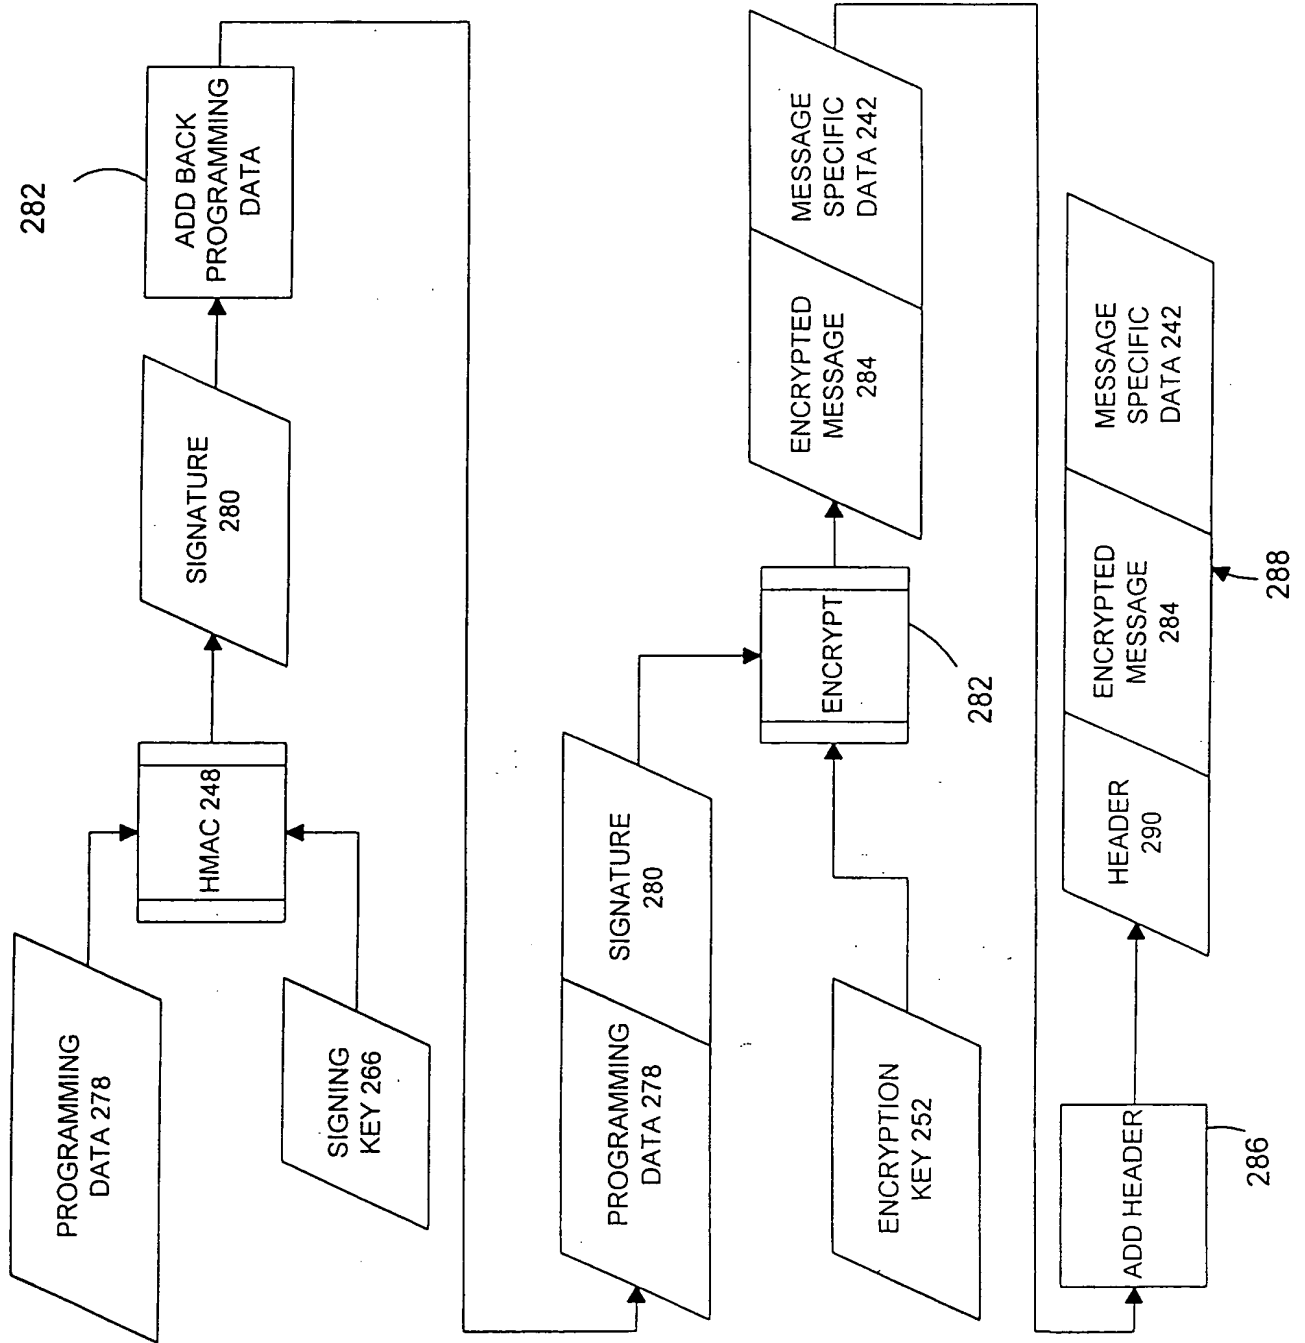 PROGRAMMING
DATA 278
SIGNING
KEY 266
HMAC 248
SIGNATURE
280
ADD BACK
PROGRAMMING
DATA
282
PROGRAMMING
DATA 278
SIGNATURE
280
ENCRYPTION
KEY 252
ENCRYPT
282
ENCRYPTED
MESSAGE
284
MESSAGE
SPECIFIC
DATA 242
ADD HEADER
286
HEADER
290
ENCRYPTED
MESSAGE
284
MESSAGE
SPECIFIC
DATA 242
288